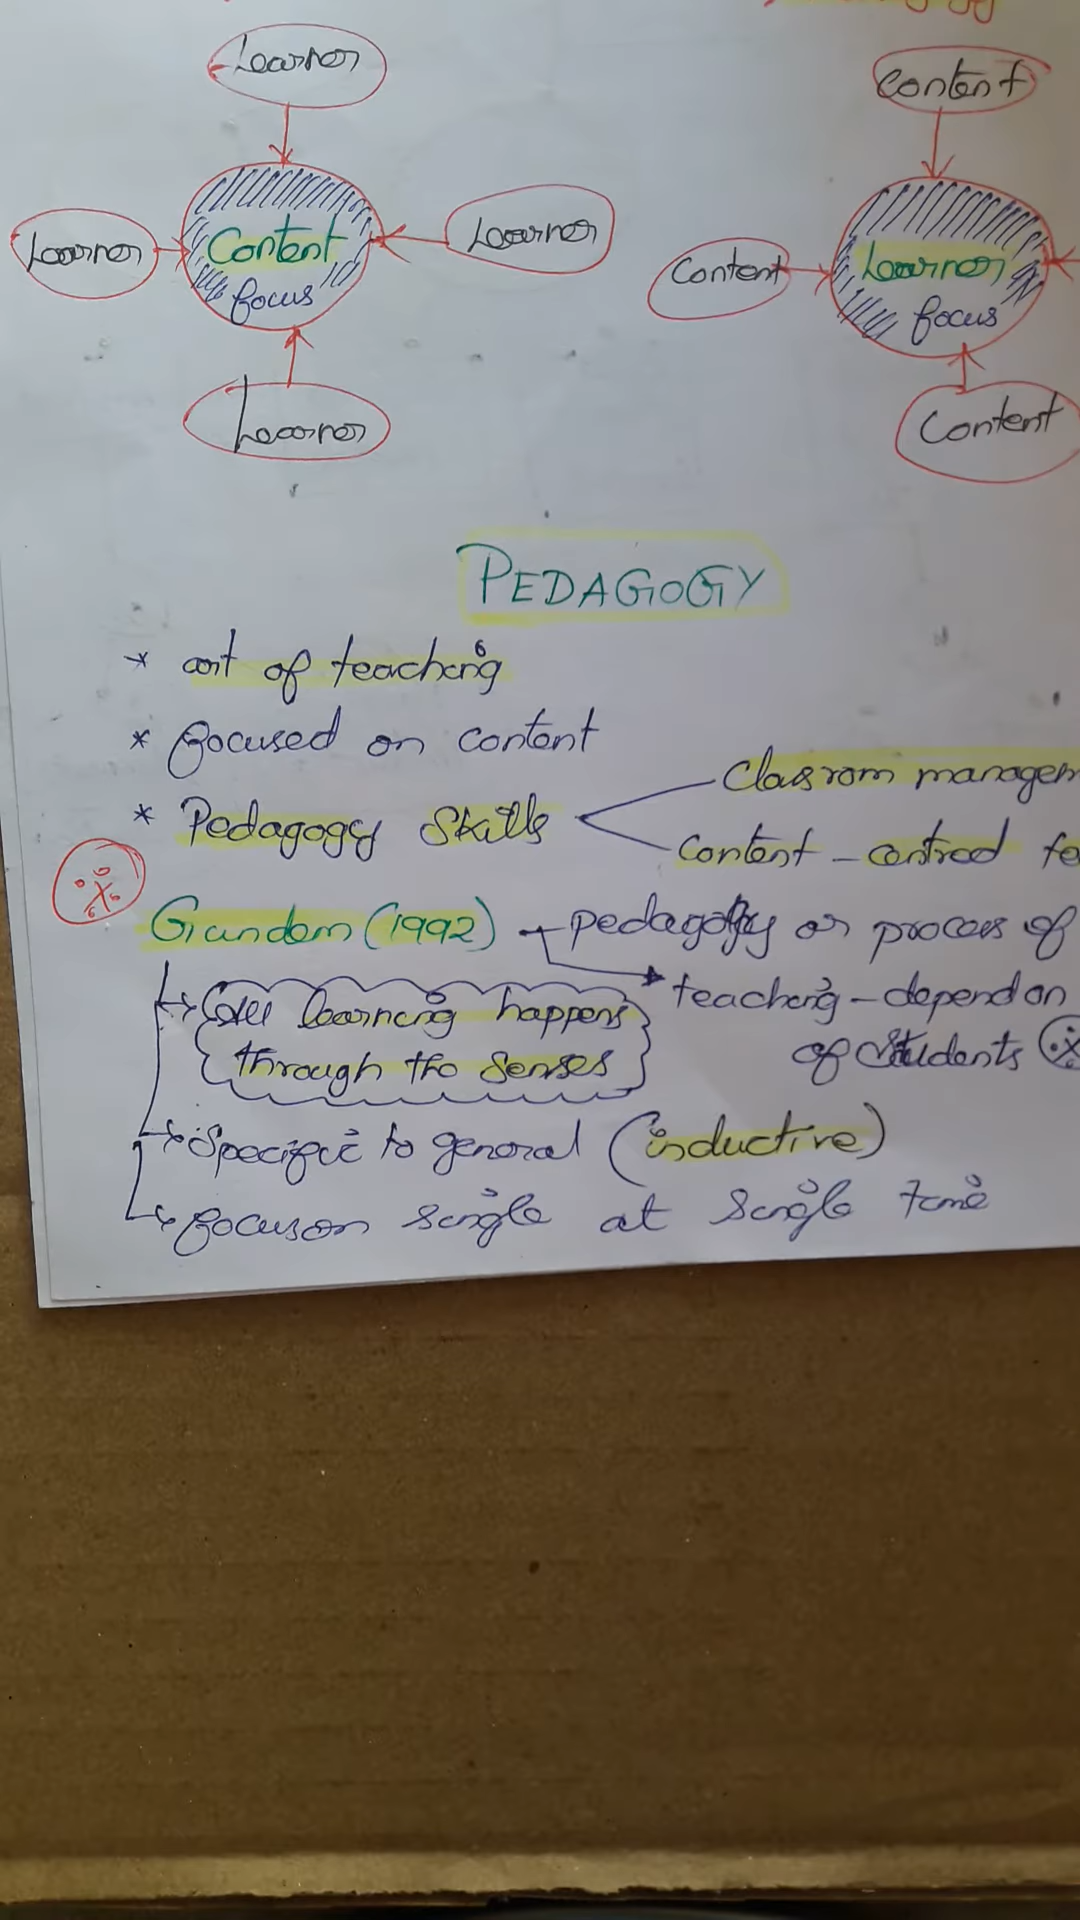 Learner
Content
Learner
Content
focus
Learner
Content
Learner
focus
Learner
Content
PEDAGOGY
* art of teaching
* focused on content
* Pedagogy Skills
Classrom managem
Content - centred
(1992) → pedagogy or process of
→ all learning happens
through the senses
teaching - depend on
of students
→ Specific to general (inductive)
→ focus on single at single time